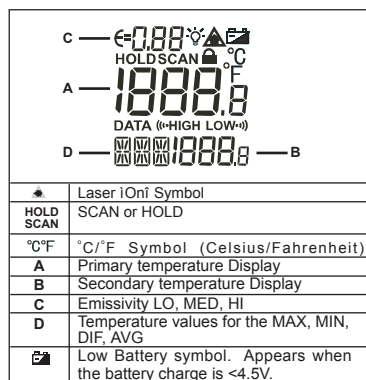 C
Є=0.88
HOLD SCAN
°C
°F
A
1888.8
DATA HIGH LOW
D
1888.8
B
Laser ìOnî Symbol
HOLD
SCAN
SCAN or HOLD
°C°F
°C/°F Symbol (Celsius/Fahrenheit)
A
Primary temperature Display
B
Secondary temperature Display
C
Emissivity LO, MED, HI
D
Temperature values for the MAX, MIN,
DIF, AVG
Low Battery symbol. Appears when
the battery charge is <4.5V.